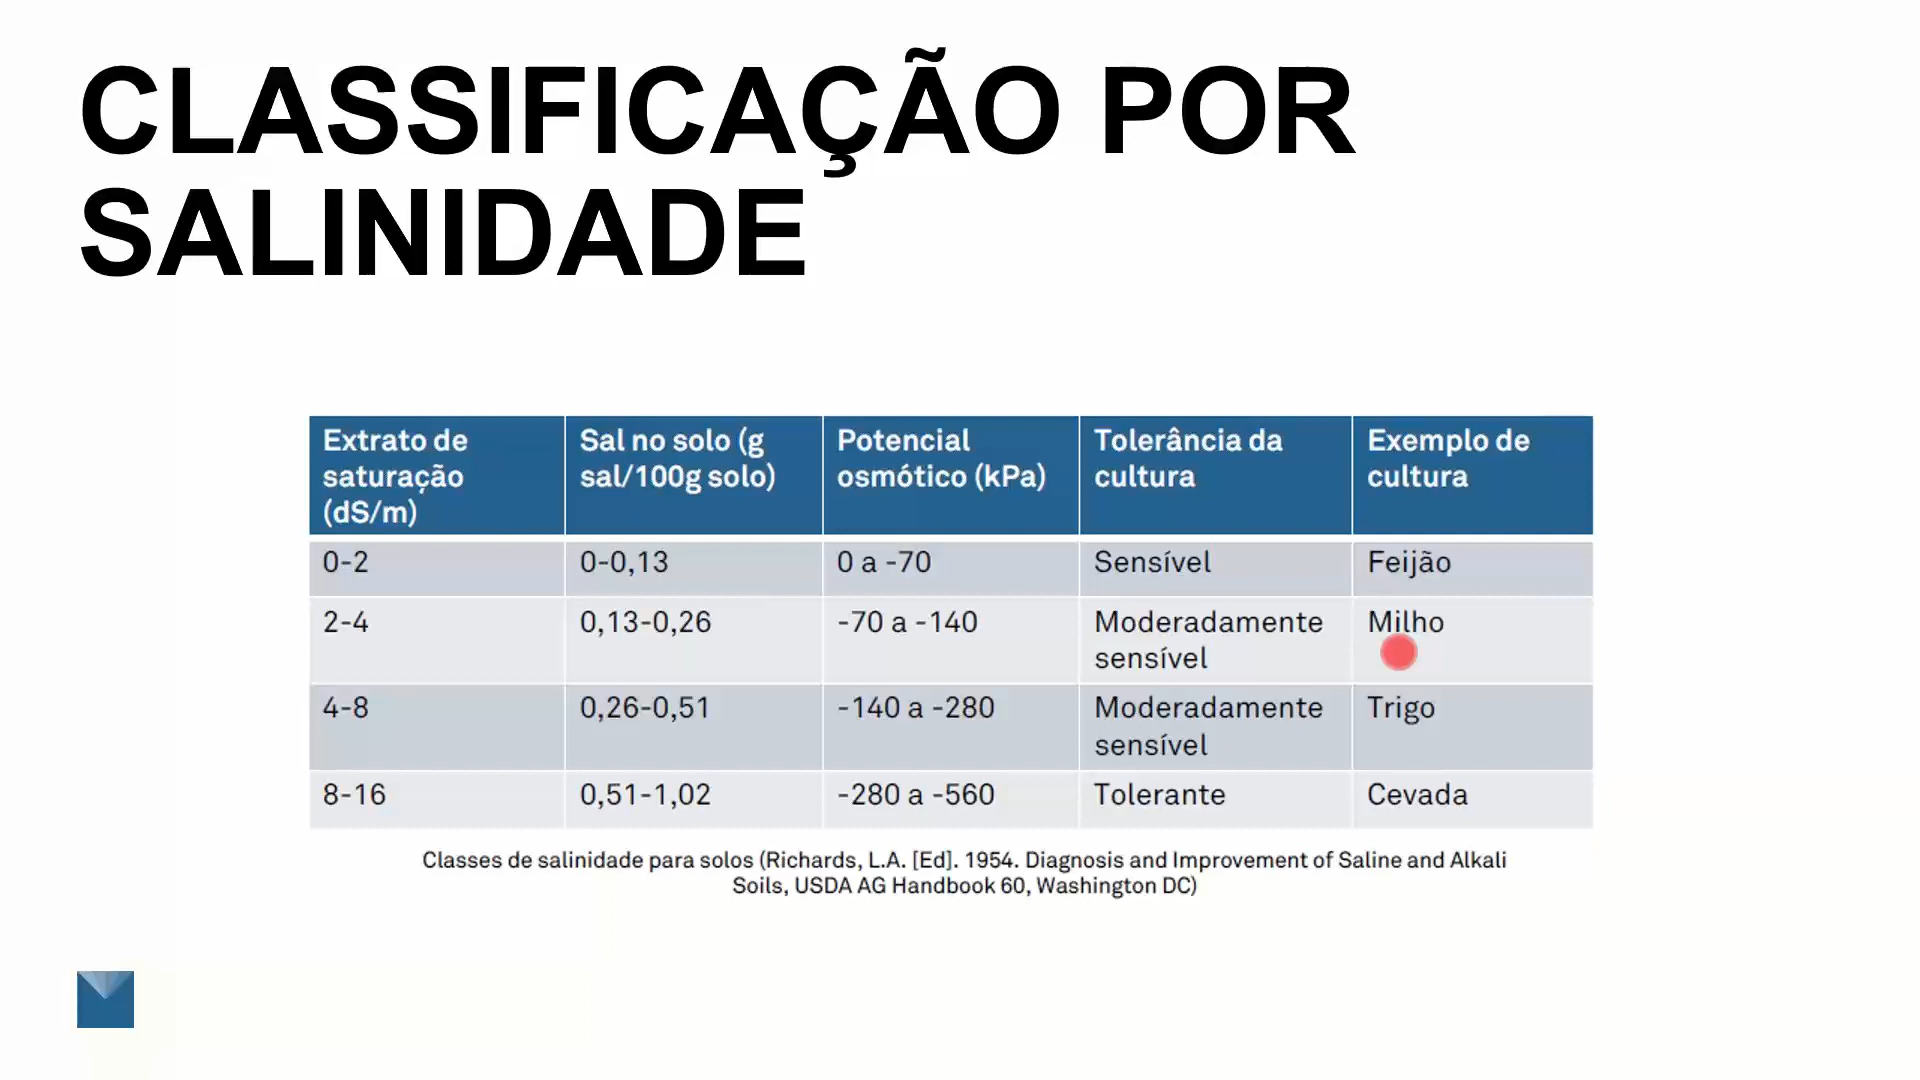 CLASSIFICAÇÃO POR
SALINIDADE
Extrato de saturação (dS/m) Sal no solo (g sal/100g solo) Potencial osmótico (kPa) Tolerância da cultura Exemplo de cultura
0-2 0-0,13 0 a -70 Sensível Feijão
2-4 0,13-0,26 -70 a -140 Moderadamente sensível Milho
4-8 0,26-0,51 -140 a -280 Moderadamente sensível Trigo
8-16 0,51-1,02 -280 a -560 Tolerante Cevada
Classes de salinidade para solos (Richards, L.A. [Ed]. 1954. Diagnosis and Improvement of Saline and Alkali
Soils, USDA AG Handbook 60, Washington DC)